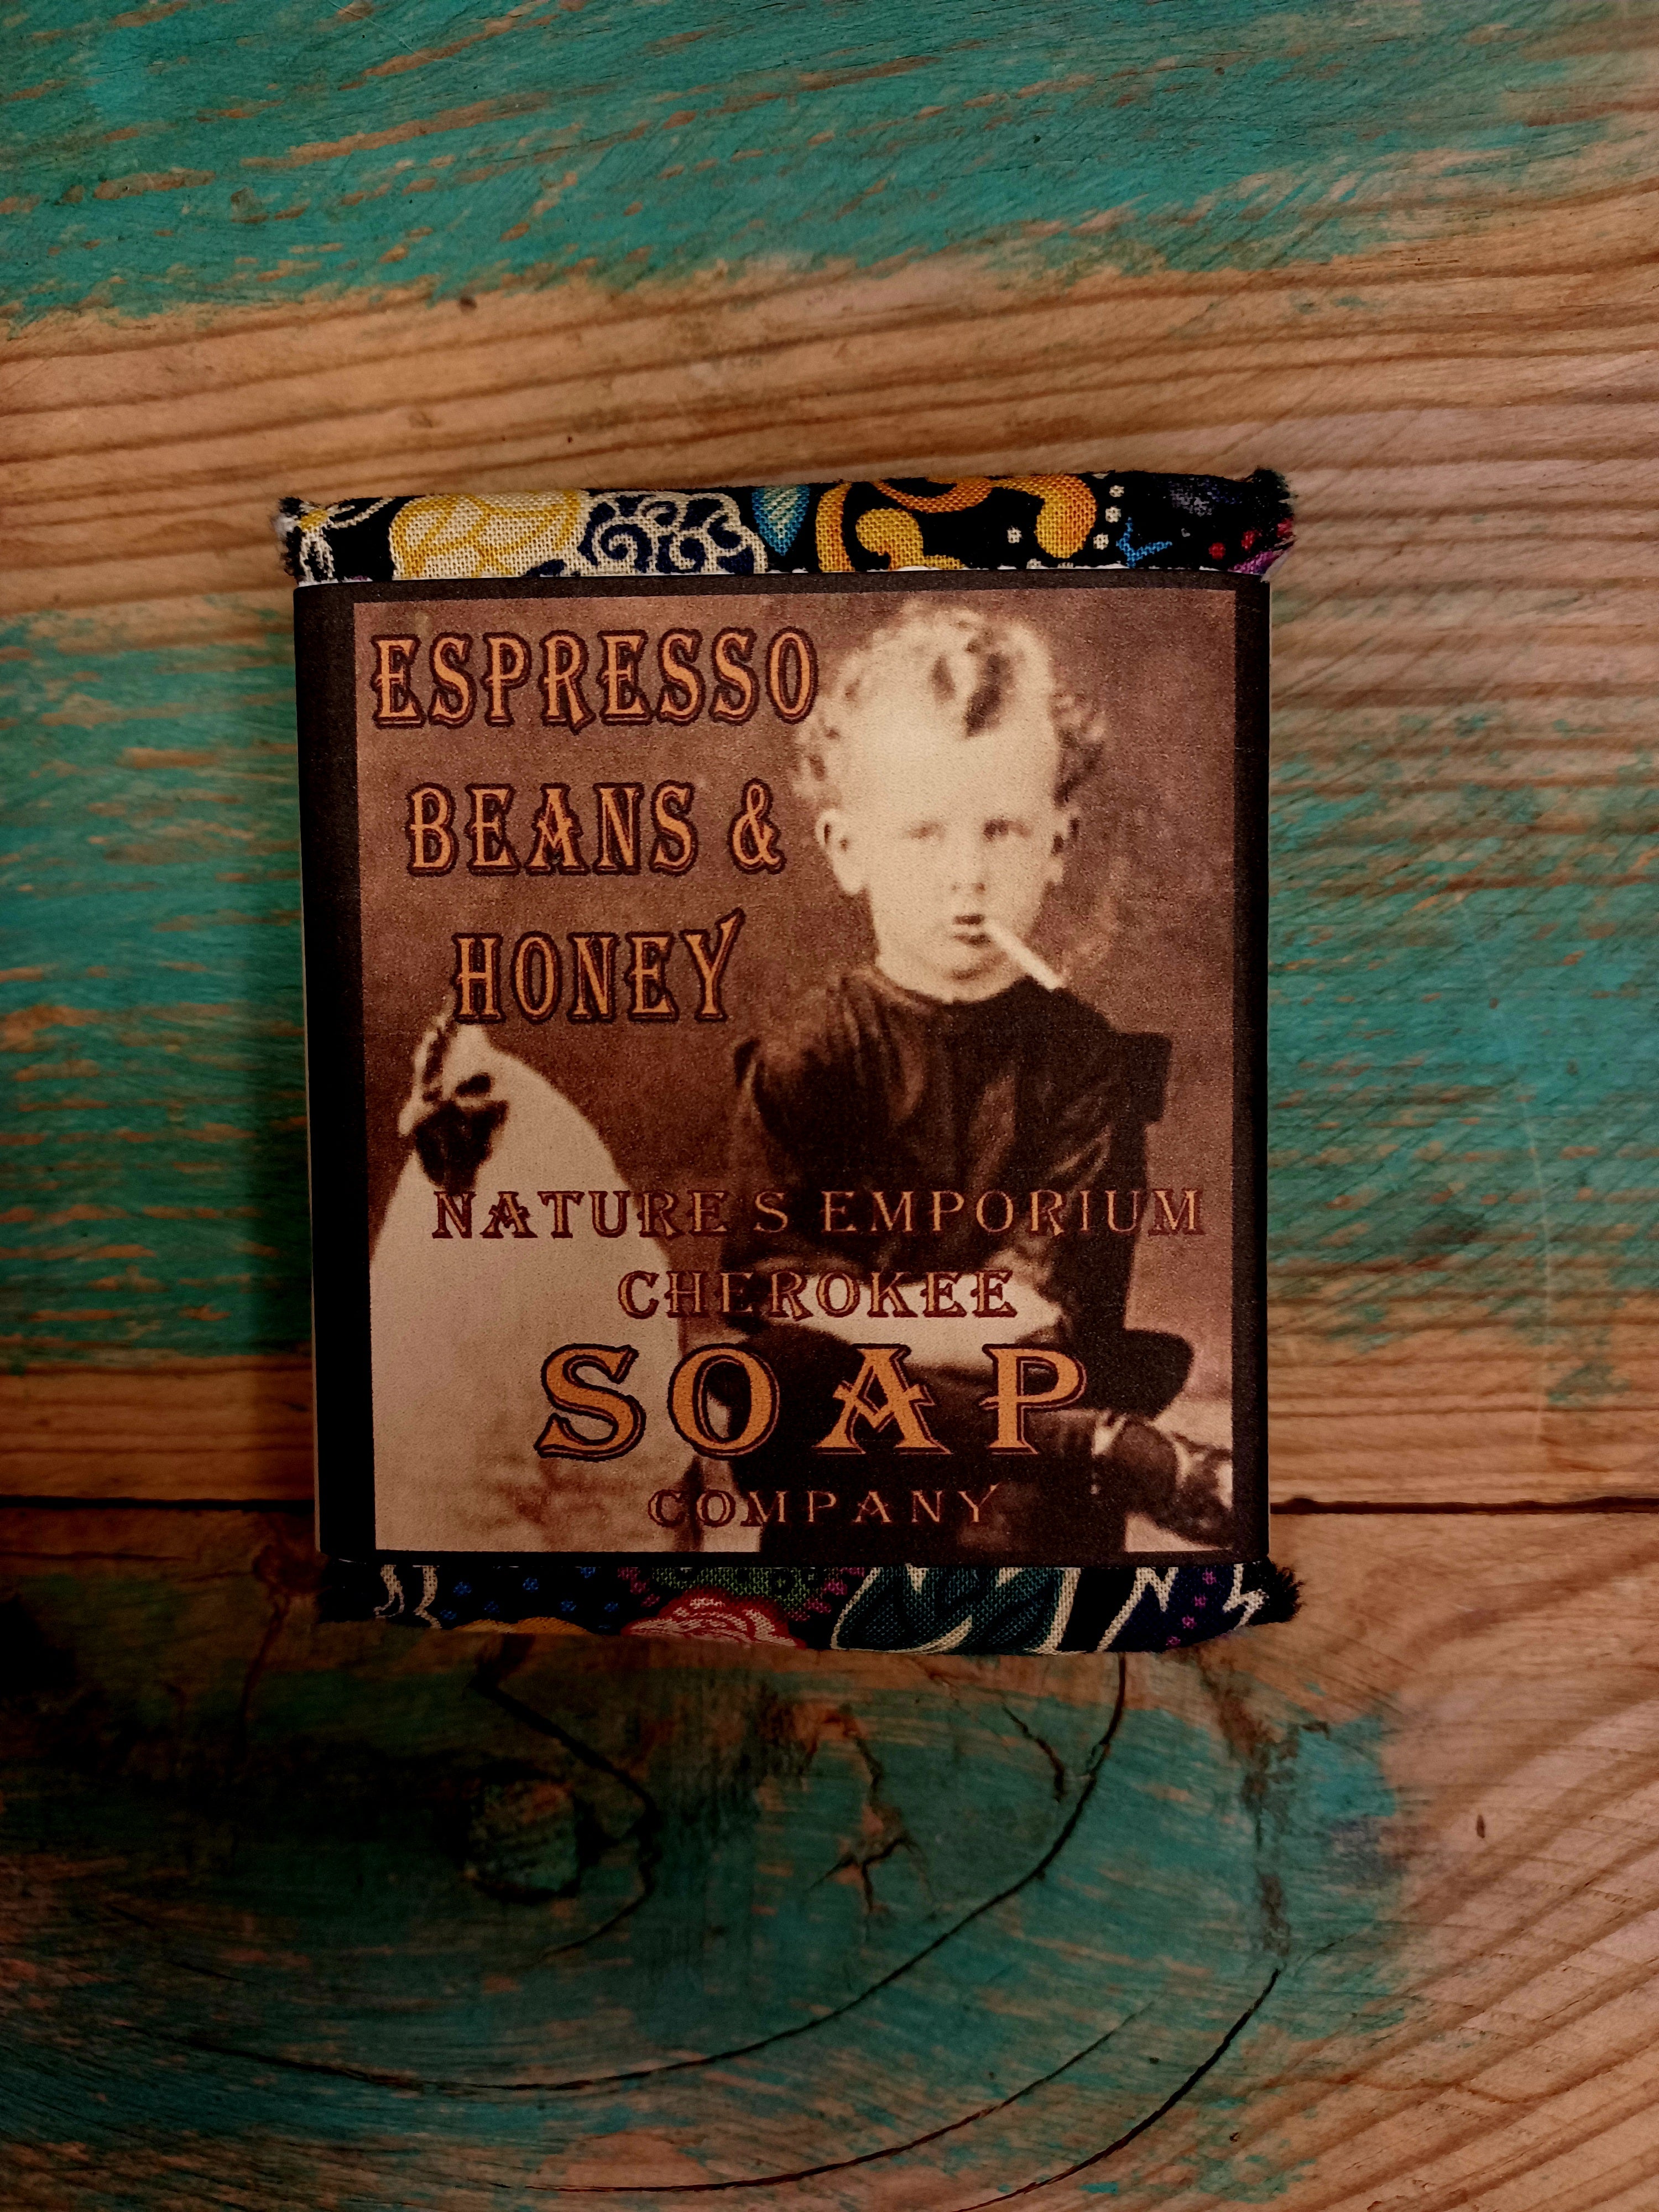 ESPRESSO
BEANS &
HONEY
NATURE'S EMPORIUM
CHEROKEE
SOAP
COMPANY